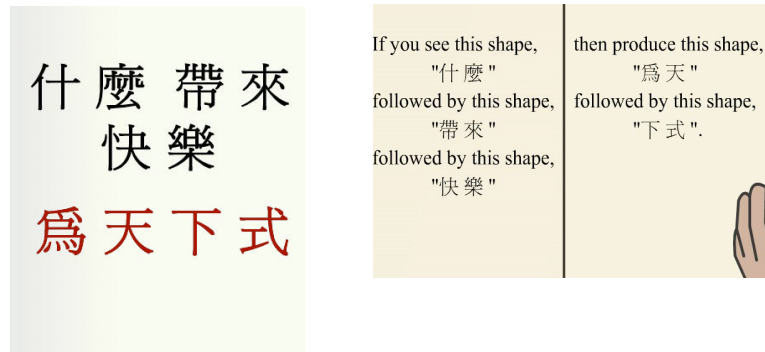 什麼 帶來
快樂
爲天下式
If you see this shape,
"什麼"
followed by this shape,
"帶來"
followed by this shape,
"快樂"
then produce this shape,
"爲天"
followed by this shape,
"下式".